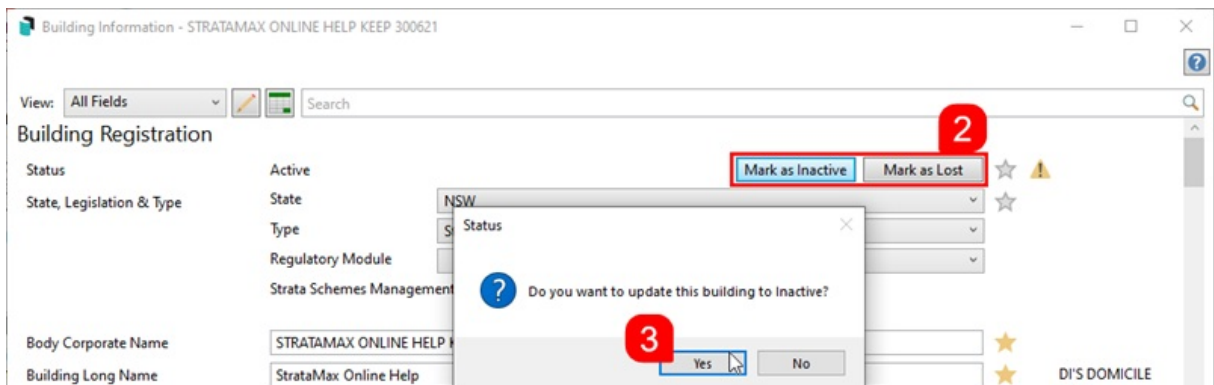 Building Information - STRATAMAX ONLINE HELP KEEP 300621
?
View: All Fields Search
2
Building Registration
Status Active Mark as Inactive Mark as Lost
State, Legislation & Type State NSW
Status
Type
Regulatory Module
? Do you want to update this building to Inactive?
Strata Schemes Management
3
Body Corporate Name STRATAMAX ONLINE HELP
Yes No
Building Long Name StrataMax Online Help DI'S DOMICILE